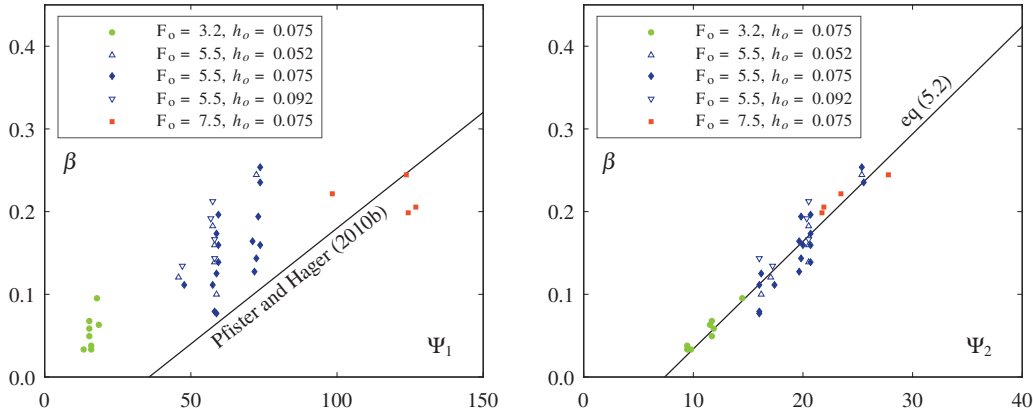 0.4
0.3
0.2
0.1
0.0
β
F_o = 3.2, h_o = 0.075
F_o = 5.5, h_o = 0.052
F_o = 5.5, h_o = 0.075
F_o = 5.5, h_o = 0.092
F_o = 7.5, h_o = 0.075
Pfister and Hager (2010b)
Ψ_1
0 50 100 150
0.4
0.3
0.2
0.1
0.0
β
F_o = 3.2, h_o = 0.075
F_o = 5.5, h_o = 0.052
F_o = 5.5, h_o = 0.075
F_o = 5.5, h_o = 0.092
F_o = 7.5, h_o = 0.075
eq (5.2)
Ψ_2
0 10 20 30 40